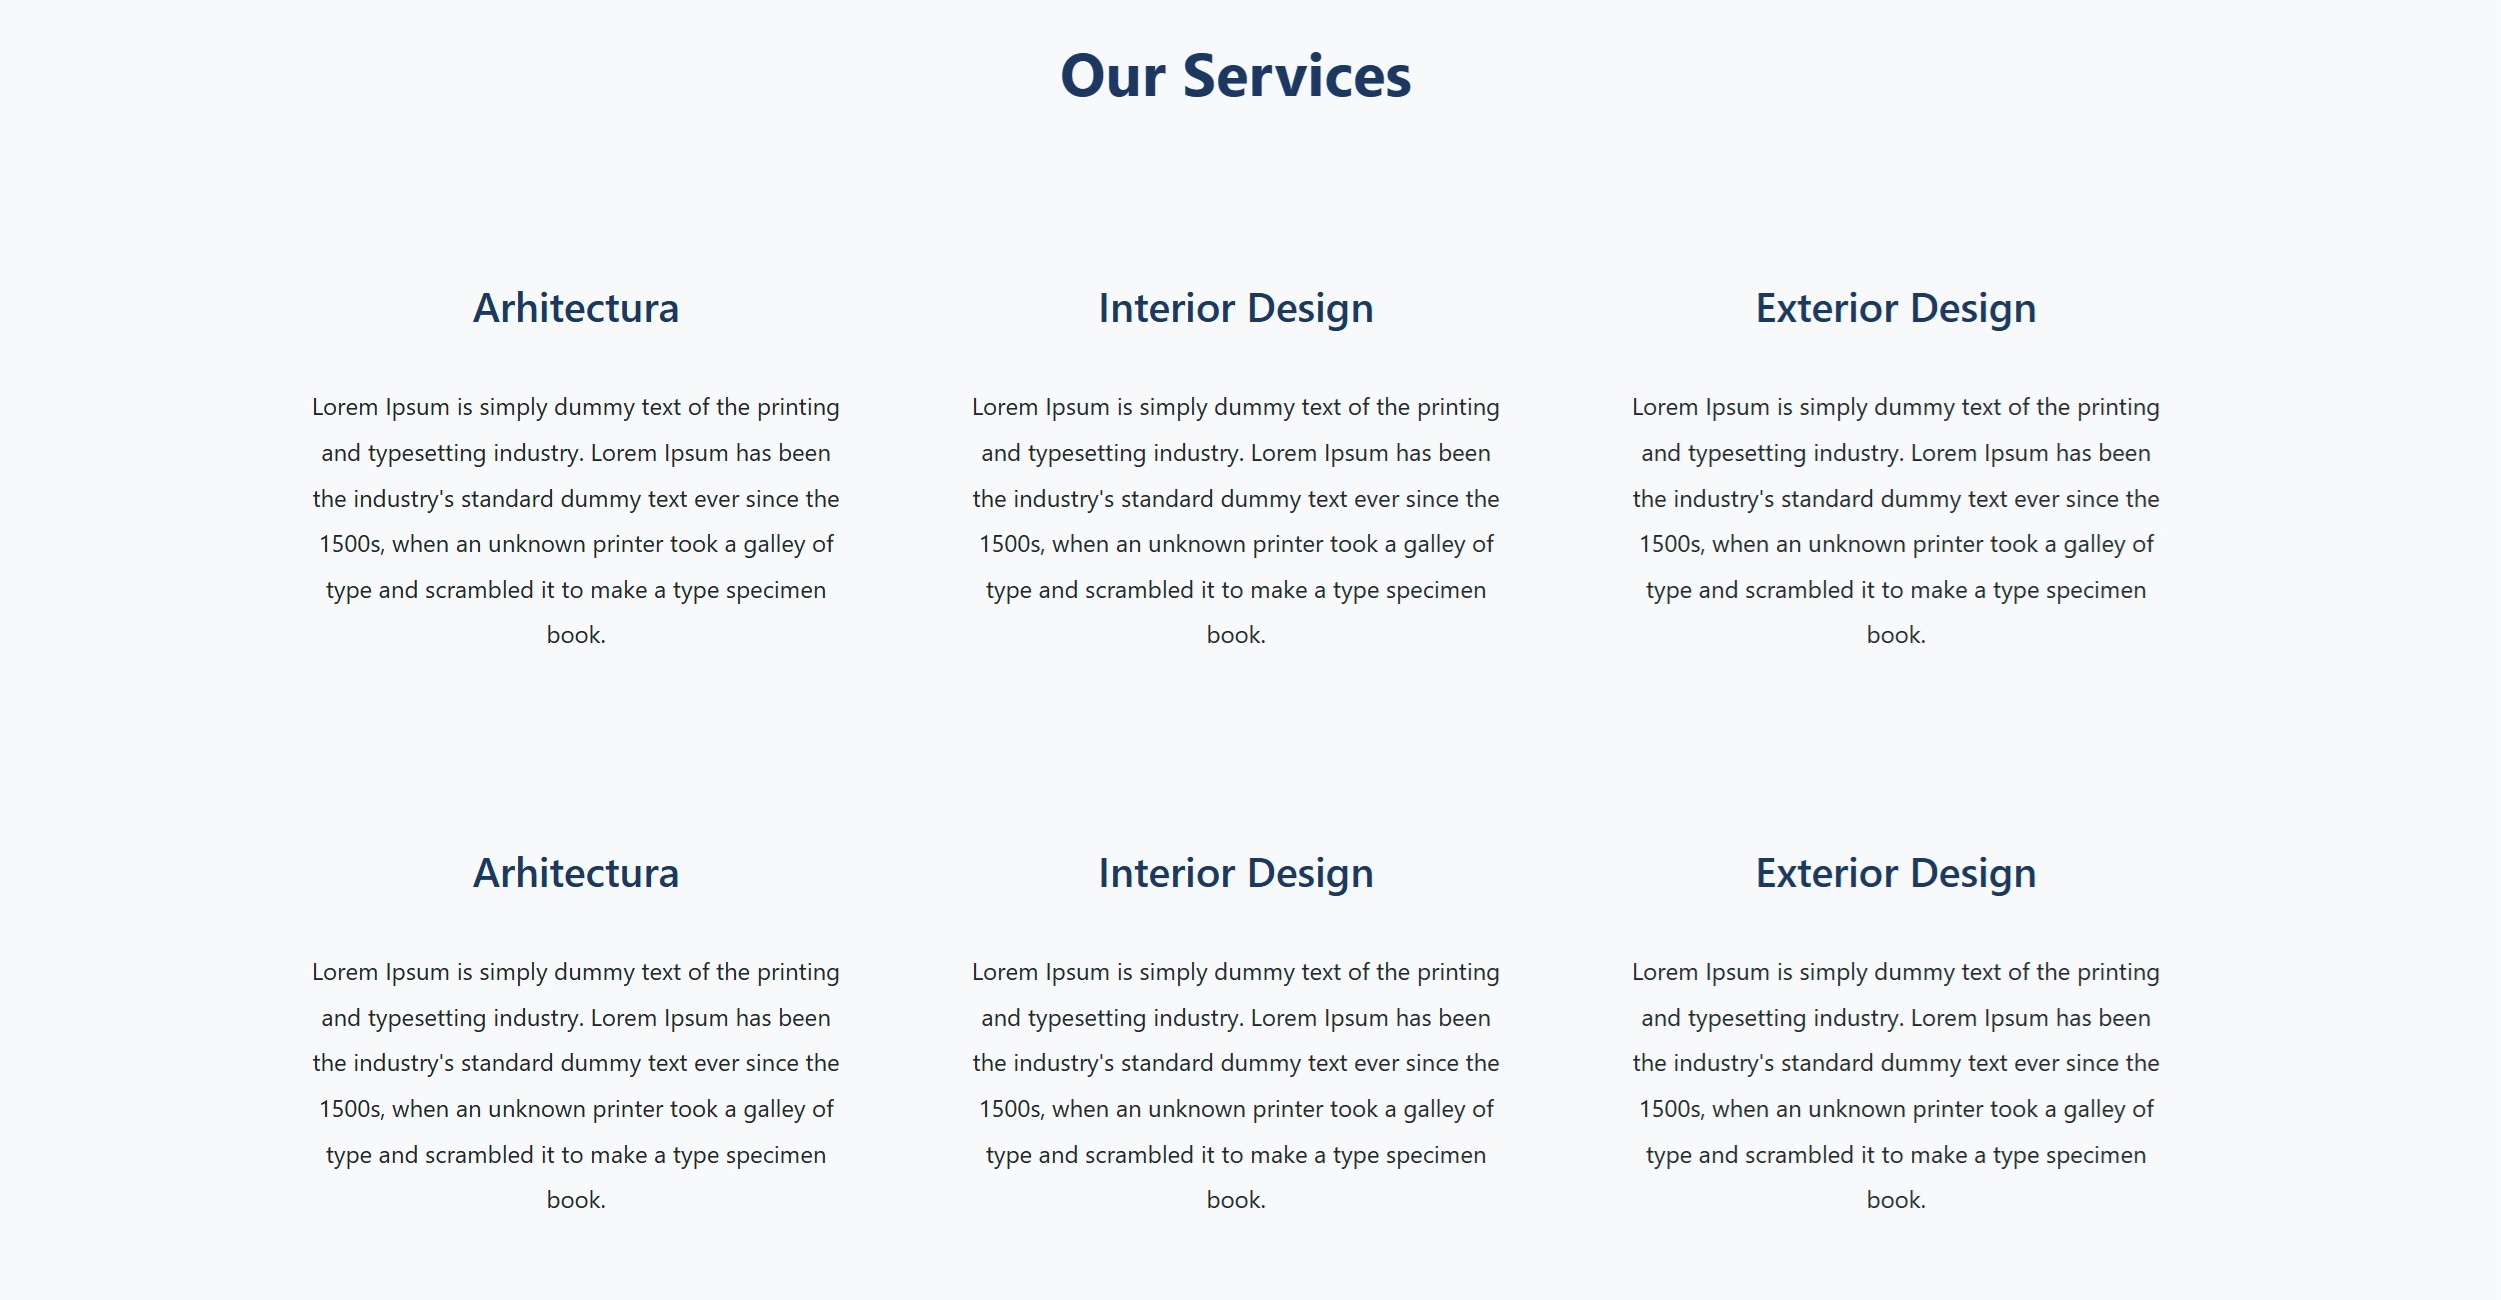 Our Services
Arhitectura
Lorem Ipsum is simply dummy text of the printing
and typesetting industry. Lorem Ipsum has been
the industry's standard dummy text ever since the
1500s, when an unknown printer took a galley of
type and scrambled it to make a type specimen
book.
Interior Design
Lorem Ipsum is simply dummy text of the printing
and typesetting industry. Lorem Ipsum has been
the industry's standard dummy text ever since the
1500s, when an unknown printer took a galley of
type and scrambled it to make a type specimen
book.
Exterior Design
Lorem Ipsum is simply dummy text of the printing
and typesetting industry. Lorem Ipsum has been
the industry's standard dummy text ever since the
1500s, when an unknown printer took a galley of
type and scrambled it to make a type specimen
book.
Arhitectura
Lorem Ipsum is simply dummy text of the printing
and typesetting industry. Lorem Ipsum has been
the industry's standard dummy text ever since the
1500s, when an unknown printer took a galley of
type and scrambled it to make a type specimen
book.
Interior Design
Lorem Ipsum is simply dummy text of the printing
and typesetting industry. Lorem Ipsum has been
the industry's standard dummy text ever since the
1500s, when an unknown printer took a galley of
type and scrambled it to make a type specimen
book.
Exterior Design
Lorem Ipsum is simply dummy text of the printing
and typesetting industry. Lorem Ipsum has been
the industry's standard dummy text ever since the
1500s, when an unknown printer took a galley of
type and scrambled it to make a type specimen
book.